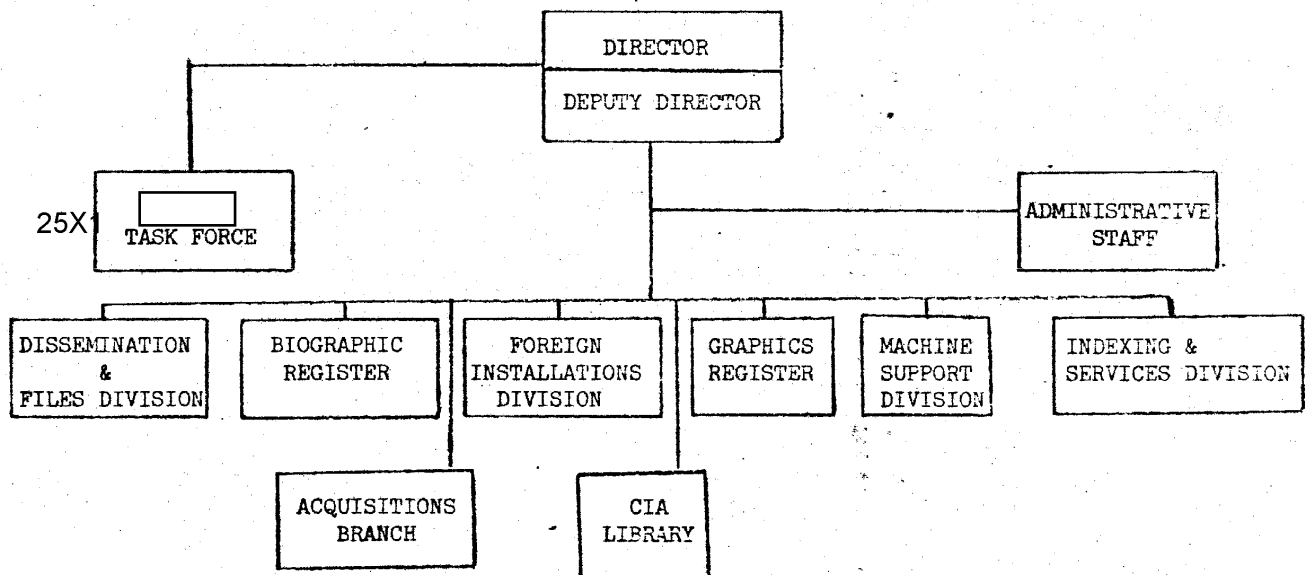 DIRECTOR
DEPUTY DIRECTOR
25X1
TASK FORCE
ADMINISTRATIVE
STAFF
DISSEMINATION
&
FILES DIVISION
BIOGRAPHIC
REGISTER
FOREIGN
INSTALLATIONS
DIVISION
GRAPHICS
REGISTER
MACHINE
SUPPORT
DIVISION
INDEXING &
SERVICES DIVISION
ACQUISITIONS
BRANCH
CIA
LIBRARY